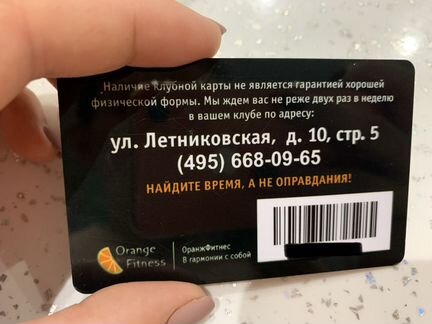 Наличие клубной карты не является гарантией хорошей
физической формы. Мы ждем вас не реже двух раз в неделю
в вашем клубе по адресу:
ул. Летниковская, д. 10, стр. 5
(495) 668-09-65
НАЙДИТЕ ВРЕМЯ, А НЕ ОПРАВДАНИЯ!
Orange
Fitness
ОранжФитнес
В гармонии с собой